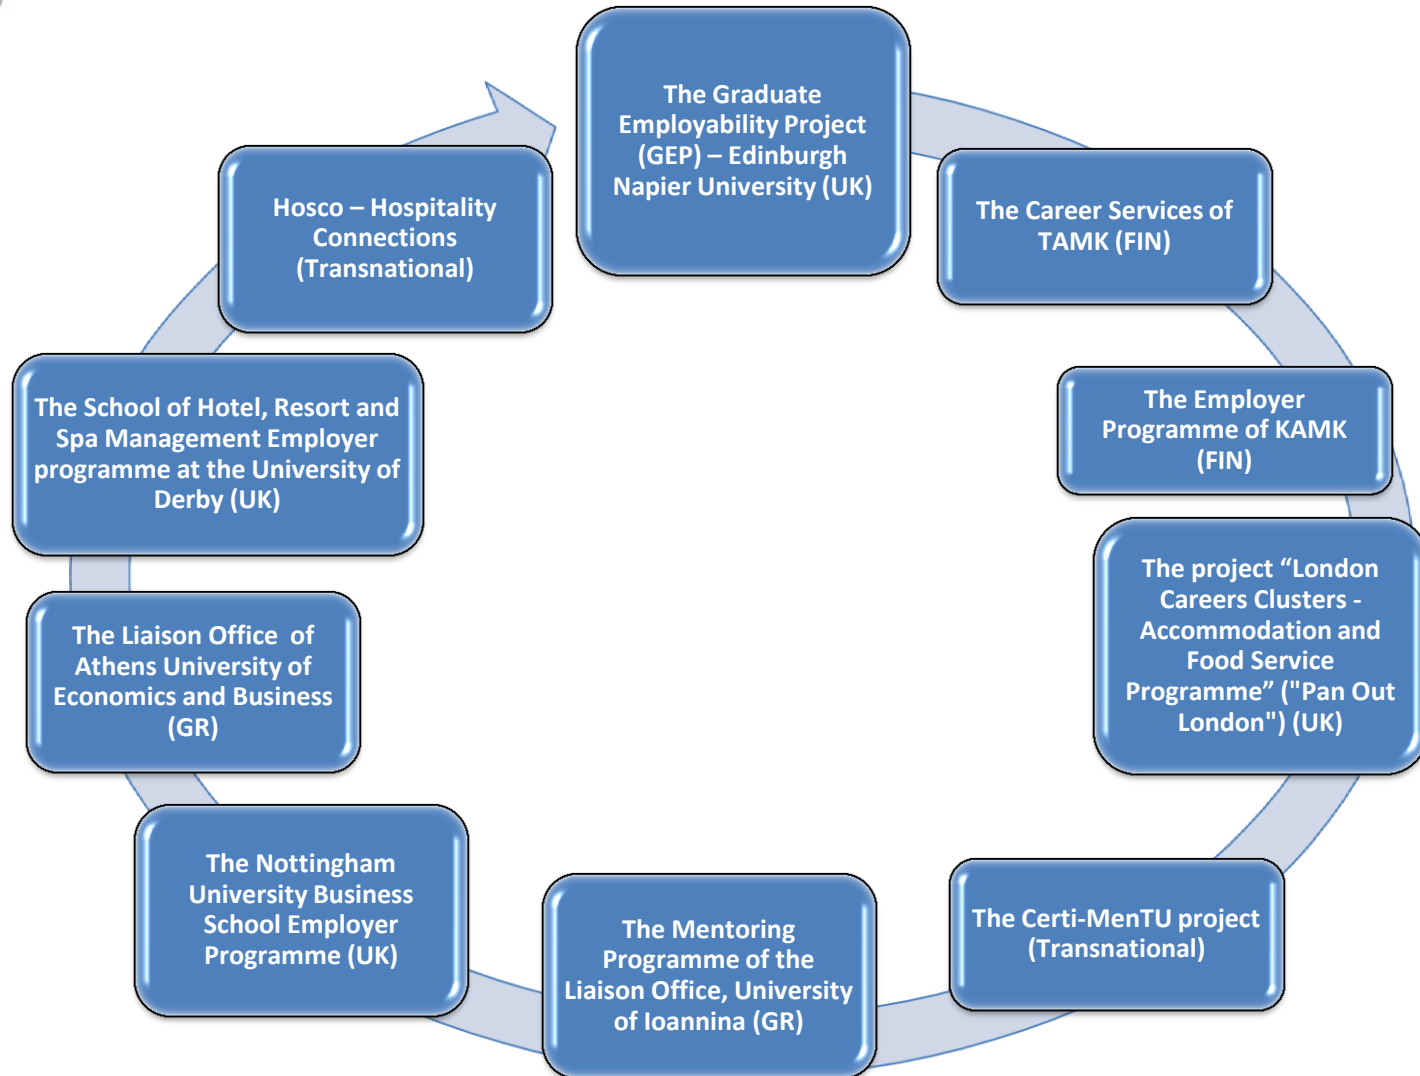 The Graduate
Employability Project
(GEP) – Edinburgh
Napier University (UK)
The Career Services of
TAMK (FIN)
The Employer
Programme of KAMK
(FIN)
The project “London
Careers Clusters -
Accommodation and
Food Service
Programme” ("Pan Out
London") (UK)
The Certi-MenTU project
(Transnational)
The Mentoring
Programme of the
Liaison Office, University
of Ioannina (GR)
The Nottingham
University Business
School Employer
Programme (UK)
The Liaison Office  of
Athens University of
Economics and Business
(GR)
The School of Hotel, Resort and
Spa Management Employer
programme at the University of
Derby (UK)
Hosco – Hospitality
Connections
(Transnational)